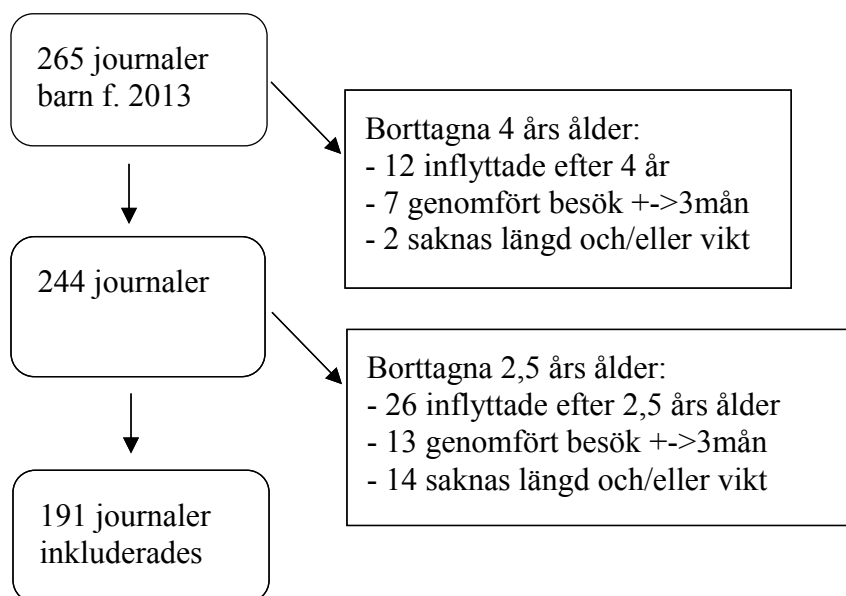 265 journaler
barn f. 2013
Borttagna 4 års ålder:
- 12 inflyttade efter 4 år
- 7 genomfört besök +->3mån
- 2 saknas längd och/eller vikt
244 journaler
Borttagna 2,5 års ålder:
- 26 inflyttade efter 2,5 års ålder
- 13 genomfört besök +->3mån
- 14 saknas längd och/eller vikt
191 journaler
inkluderades